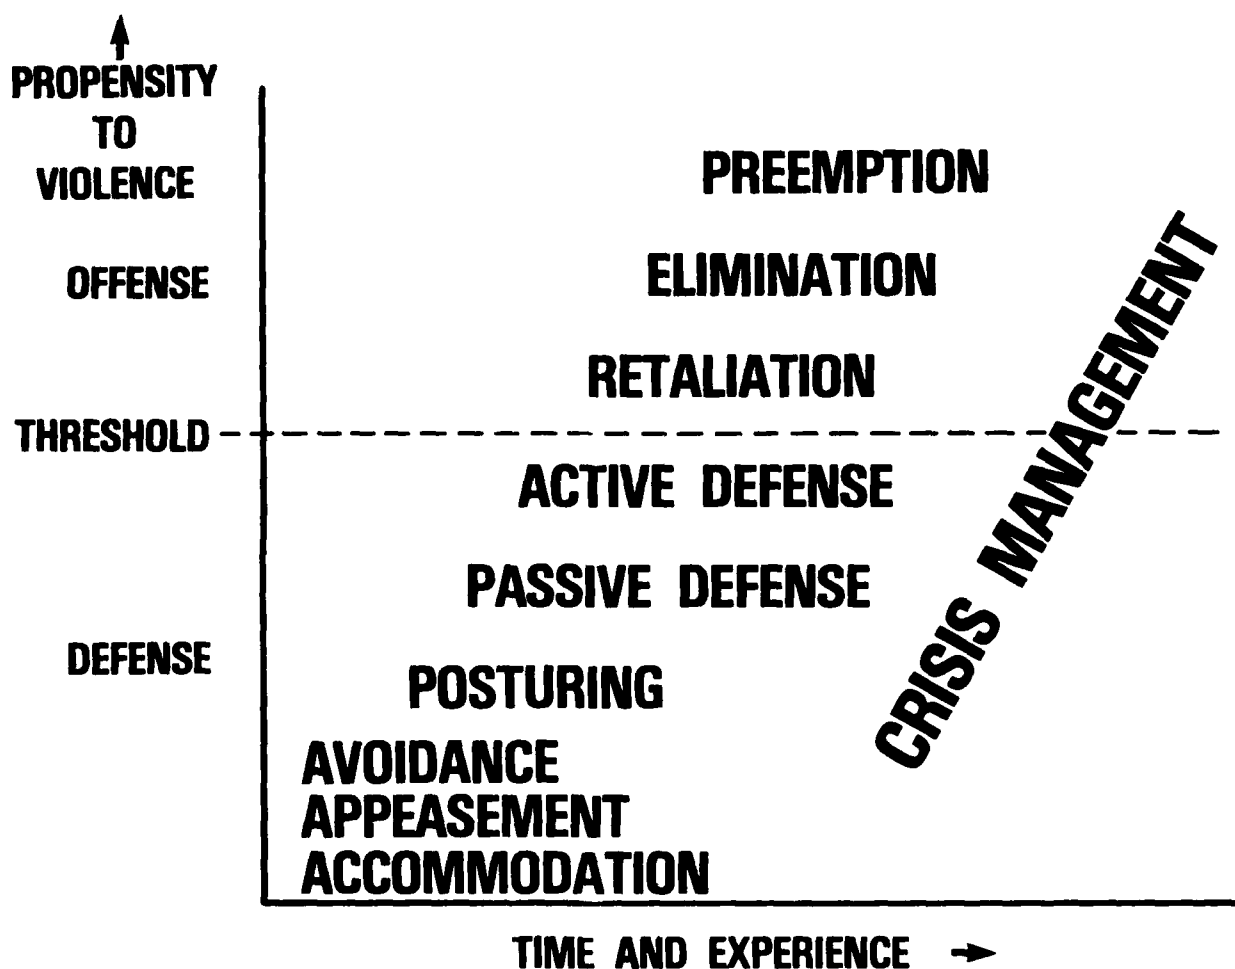 PROPENSITY
TO
VIOLENCE
PREEMPTION
OFFENSE
ELIMINATION
RETALIATION
THRESHOLD
ACTIVE DEFENSE
PASSIVE DEFENSE
DEFENSE
POSTURING
CRISIS MANAGEMENT
AVOIDANCE
APPEASEMENT
ACCOMMODATION
TIME AND EXPERIENCE